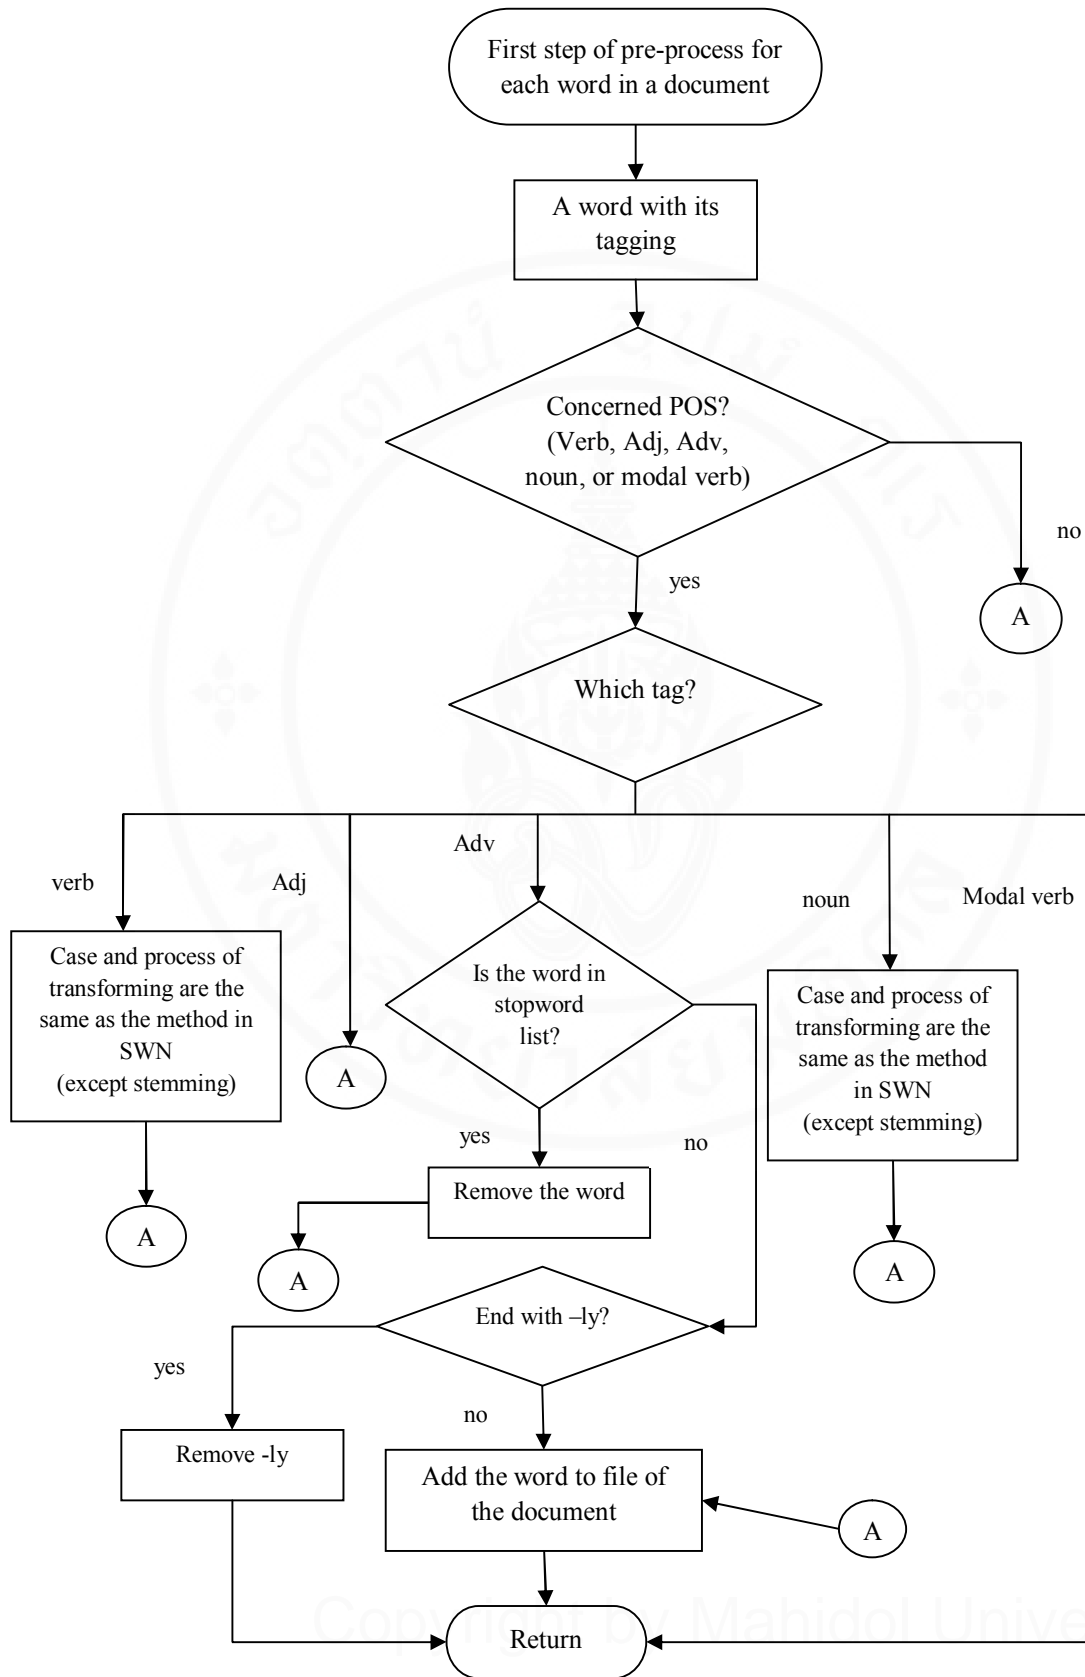 First step of pre-process for
each word in a document
A word with its
tagging
Concerned POS?
(Verb, Adj, Adv,
noun, or modal verb)
no
A
yes
Which tag?
verb
Adj
Adv
noun
Modal verb
Case and process of
transforming are the
same as the method in
SWN
(except stemming)
A
A
Is the word in
stopword
list?
Case and process of
transforming are the
same as the method
in SWN
(except stemming)
yes
no
Remove the word
A
A
End with –ly?
yes
no
Remove -ly
Add the word to file of
the document
A
Return
Copyright by Mahidol Unive